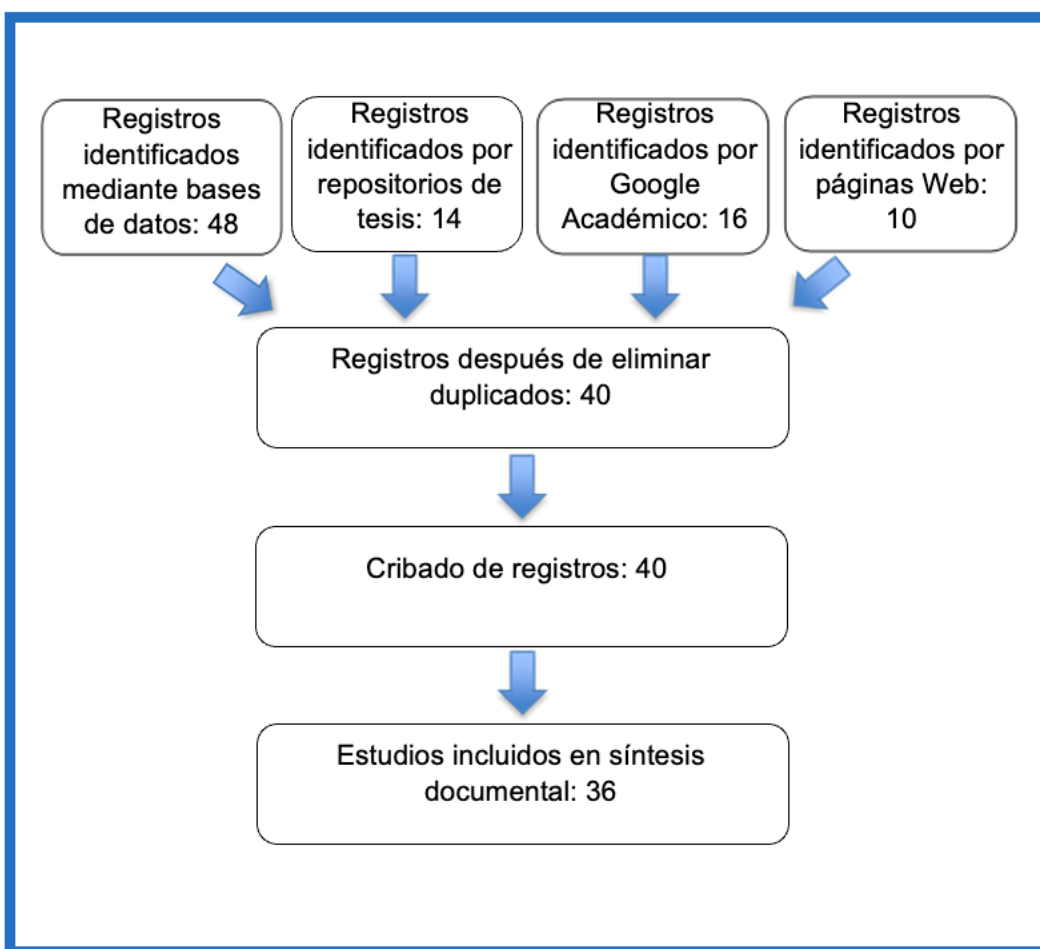 Registros
identificados
mediante bases
de datos: 48
Registros
identificados por
repositorios de
tesis: 14
Registros
identificados por
Google
Académico: 16
Registros
identificados por
páginas Web:
10
Registros después de eliminar
duplicados: 40
Cribado de registros: 40
Estudios incluidos en síntesis
documental: 36